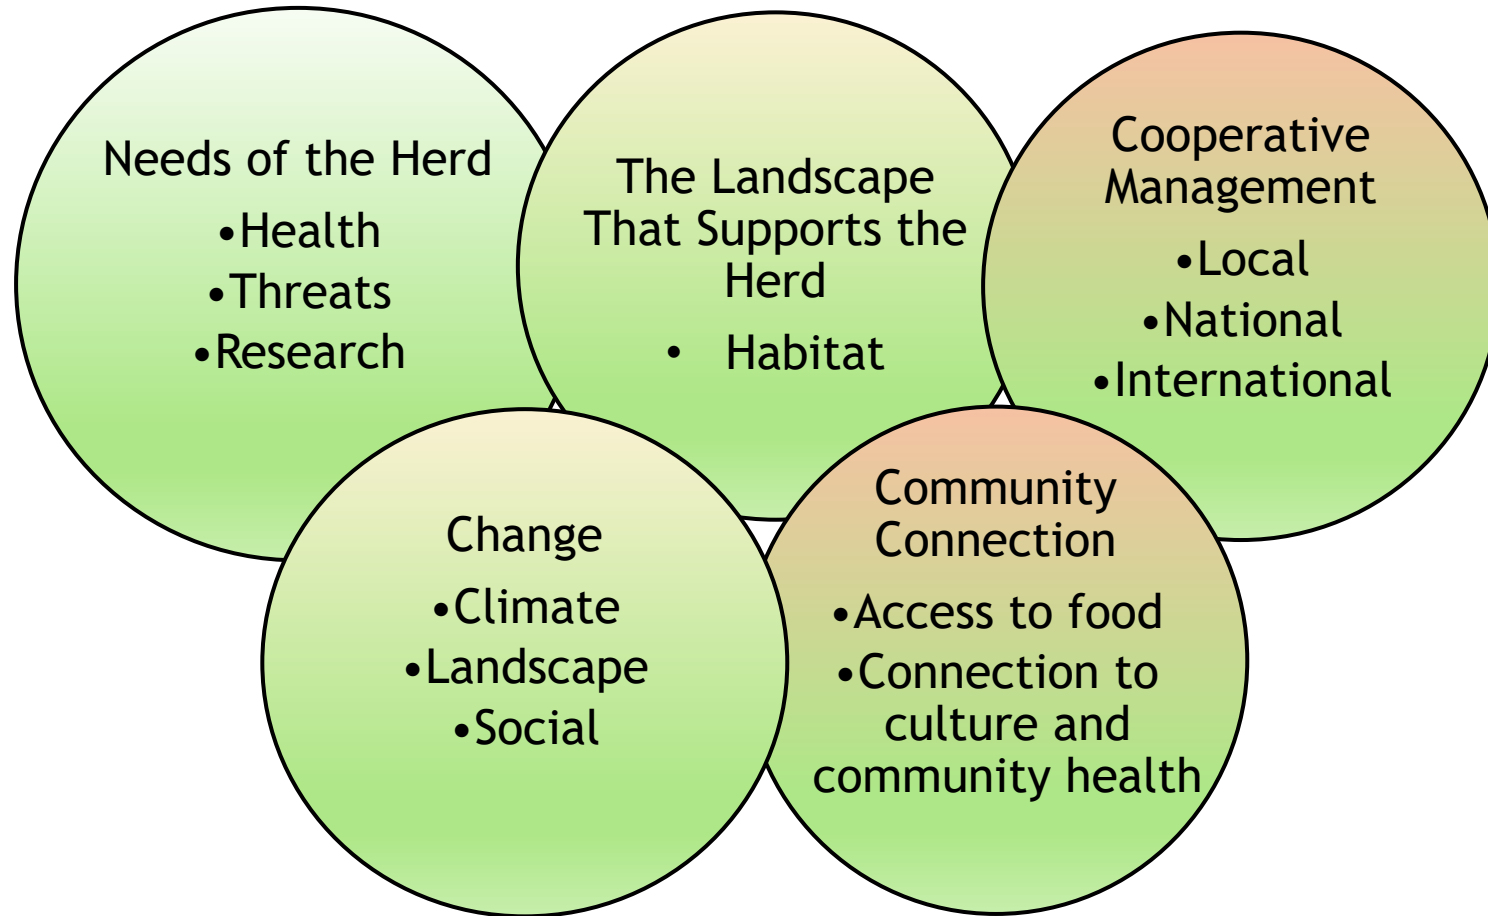 Needs of the Herd
•Health
•Threats
•Research
The Landscape
That Supports the
Herd
• Habitat
Cooperative
Management
•Local
•National
•International
Change
•Climate
•Landscape
•Social
Community
Connection
•Access to food
•Connection to
culture and
community health